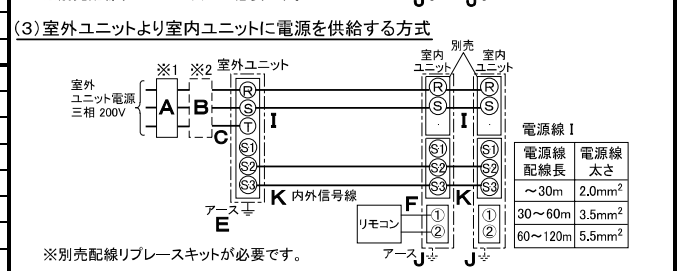 (3)室外ユニットより室内ユニットに電源を供給する方式
別売
※1 ※2 室外ユニット 室内ユニット 室内ユニット
室外
ユニット電源
三相 200V
A B C
R S T S1 S2 S3
I I
R S S1 S2 S3 ① ②
R S S1 S2 S3 ① ②
K 内外信号線 K
アース
E
F
リモコン
アース J J
電源線 I
電源線配線長 電源線太さ
～30m 2.0mm²
30～60m 3.5mm²
60～120m 5.5mm²
※別売配線リプレースキットが必要です。